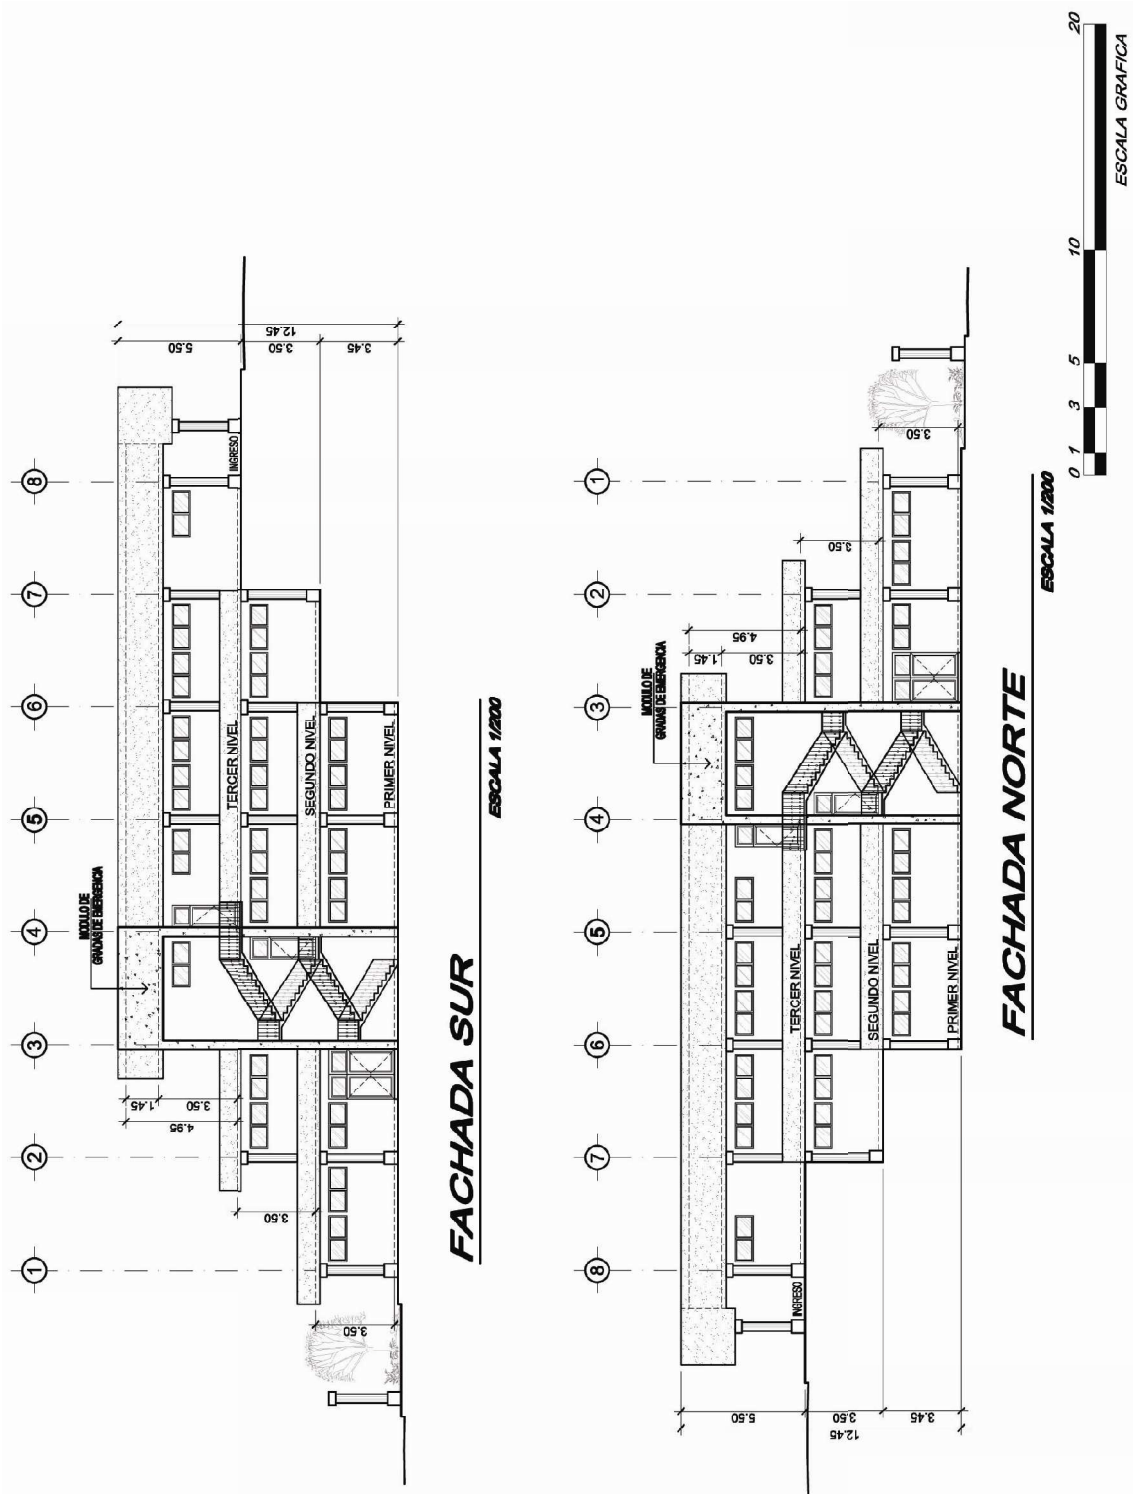 8
7
6
5
4
3
2
1
MODULO DE
GRADAS DE EMERGENCIA
12.45
5.50
3.50
3.45
INGRESO
TERCER NIVEL
SEGUNDO NIVEL
PRIMER NIVEL
1.45
3.50
4.95
3.50
3.50
FACHADA SUR
ESCALA 1/200
1
2
3
4
5
6
7
8
MODULO DE
GRADAS DE EMERGENCIA
3.50
3.50
4.95
1.45
3.50
TERCER NIVEL
SEGUNDO NIVEL
PRIMER NIVEL
INGRESO
5.50
3.50
3.45
12.45
FACHADA NORTE
ESCALA 1/200
0 1 3 5 10 20
ESCALA GRAFICA